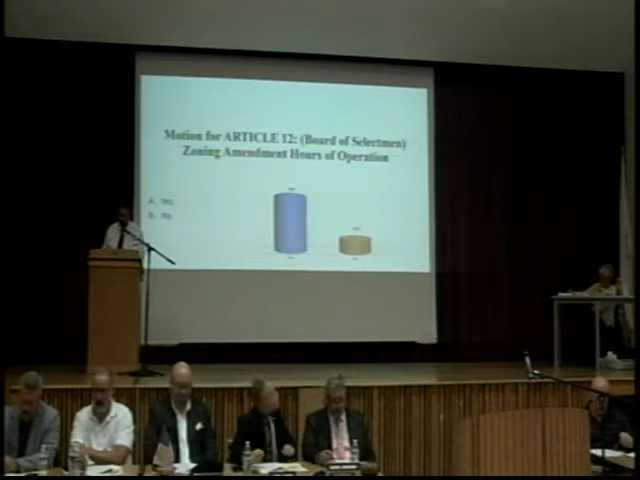 Motion for ARTICLE 12: (Board of Selectmen)
Zoning Amendment Hours of Operation
A.
B.